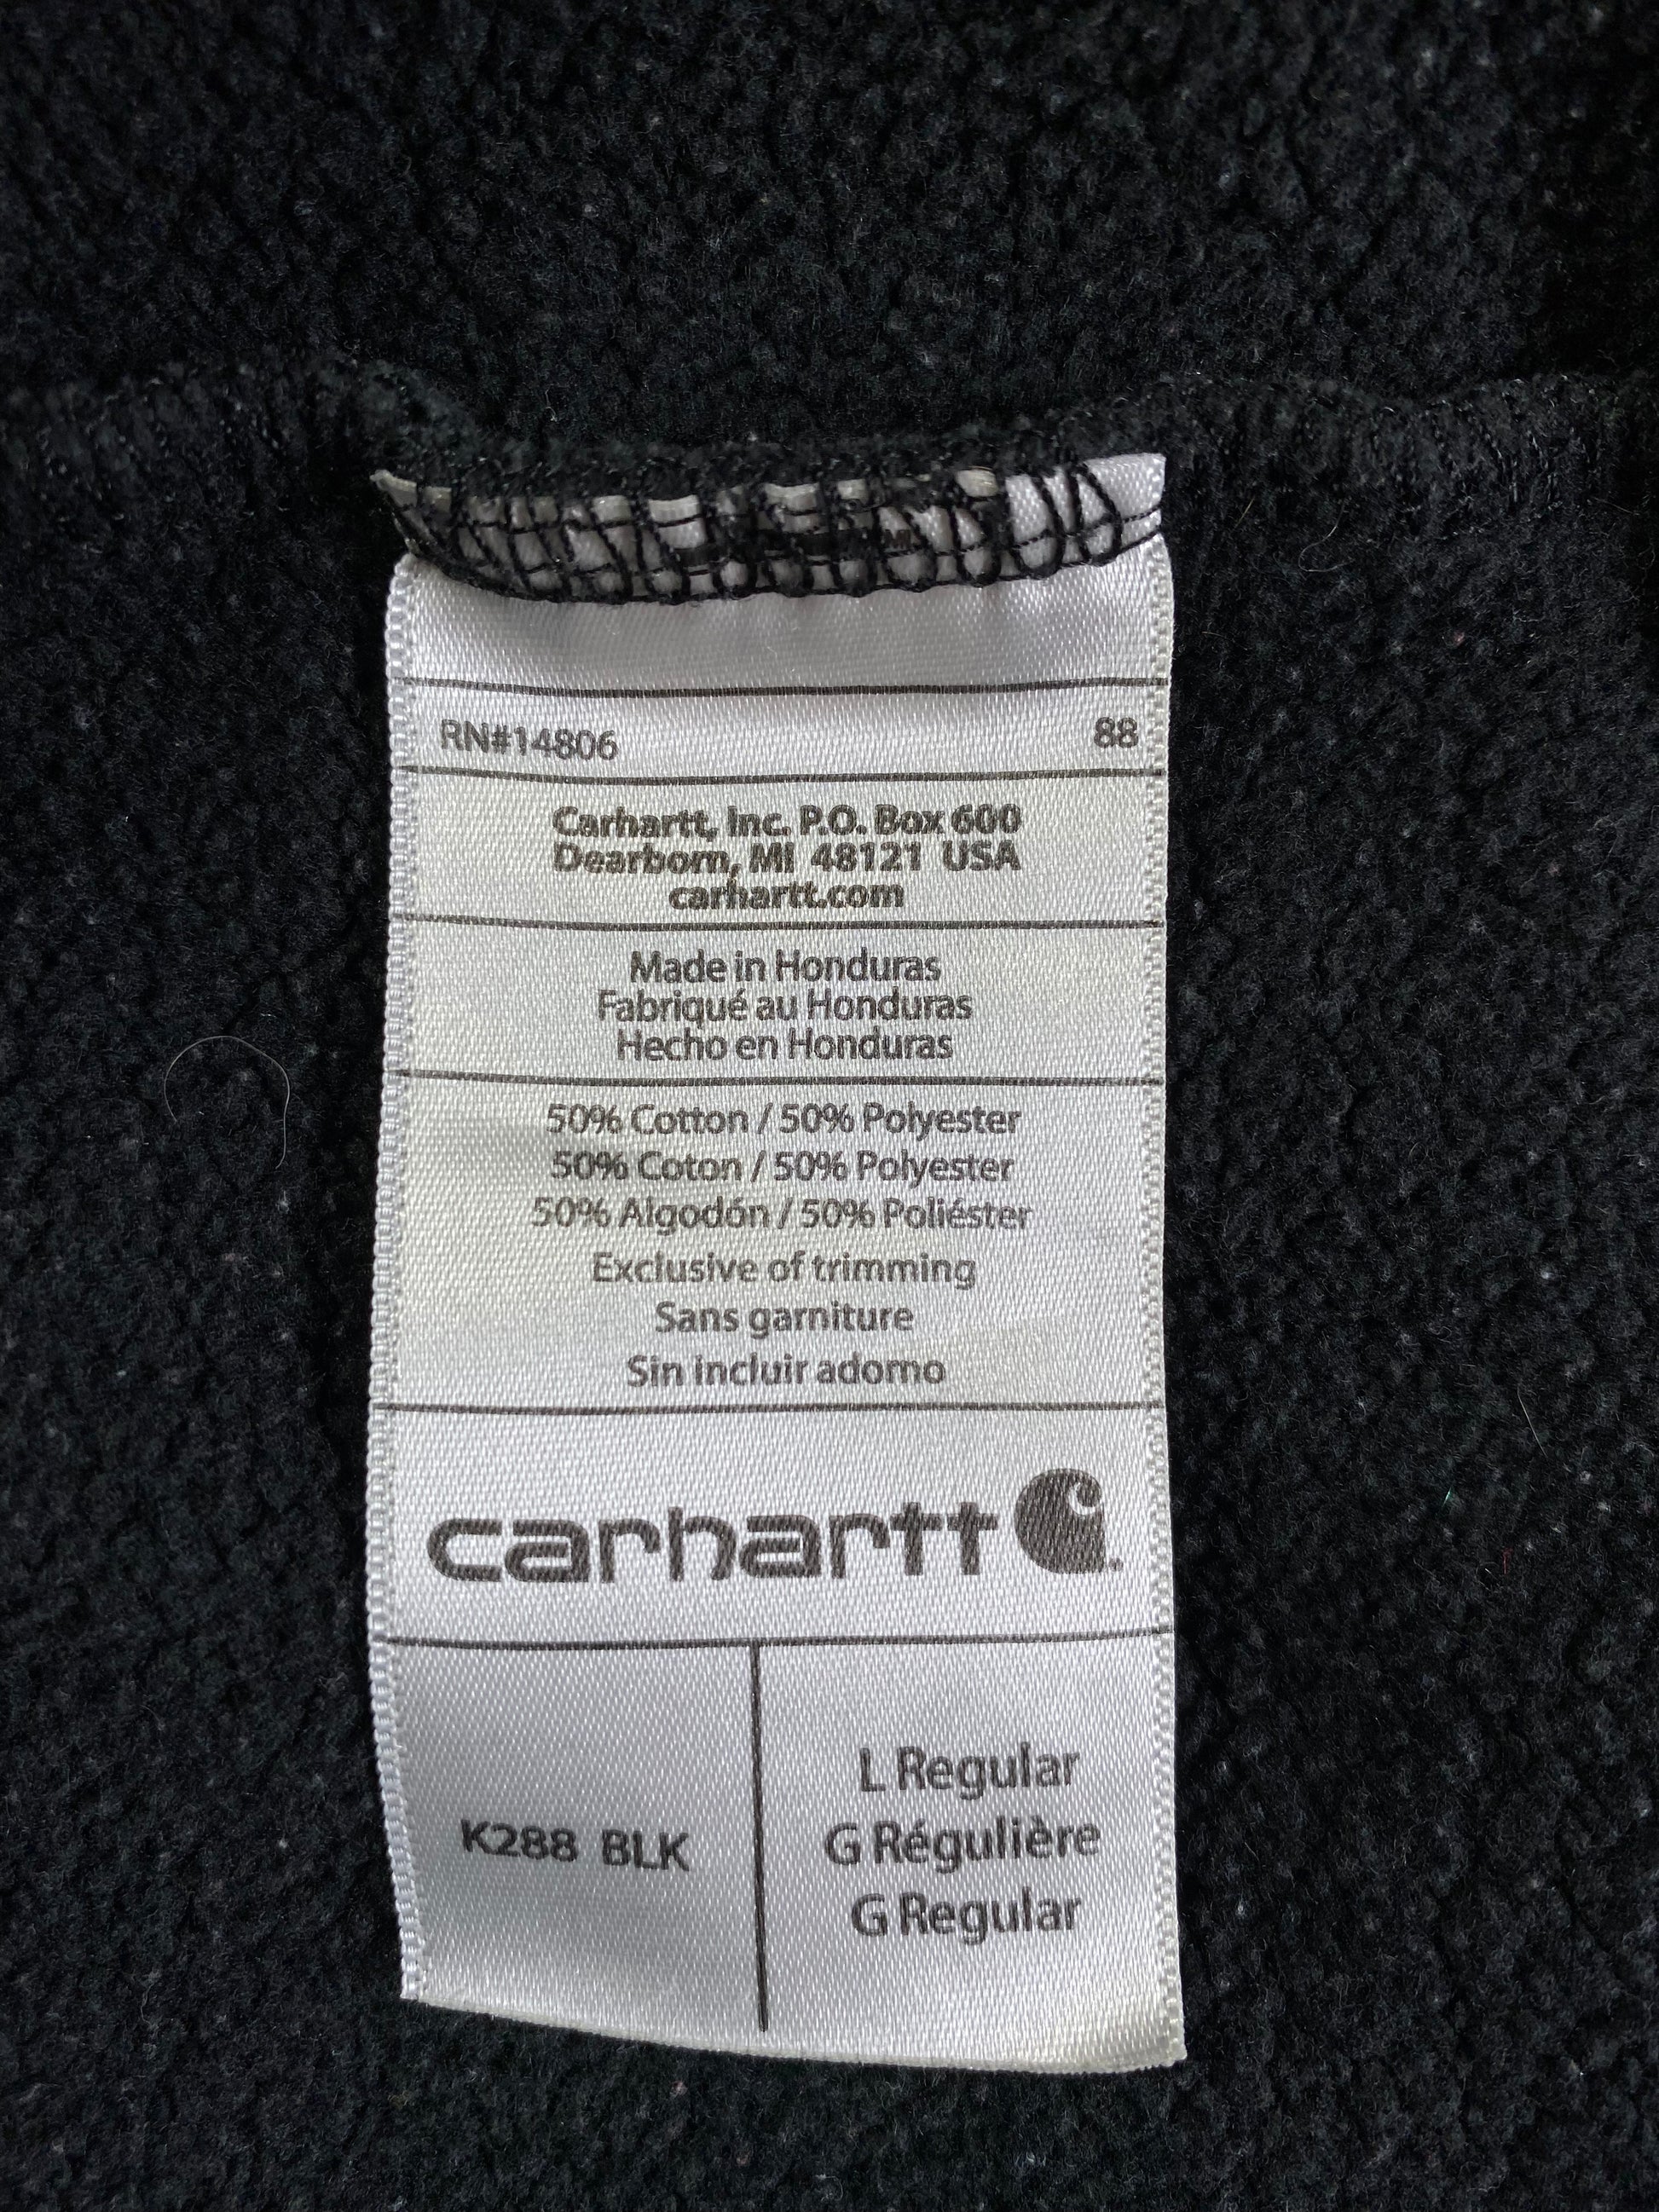 RN#14806 88
Carhartt, Inc. P.O. Box 600
Dearborn, MI 48121 USA
carhartt.com
Made in Honduras
Fabriqué au Honduras
Hecho en Honduras
50% Cotton / 50% Polyester
50% Coton / 50% Polyester
50% Algodón / 50% Poliéster
Exclusive of trimming
Sans garniture
Sin incluir adorno
carhartt
K288 BLK
L Regular
G Régulière
G Regular